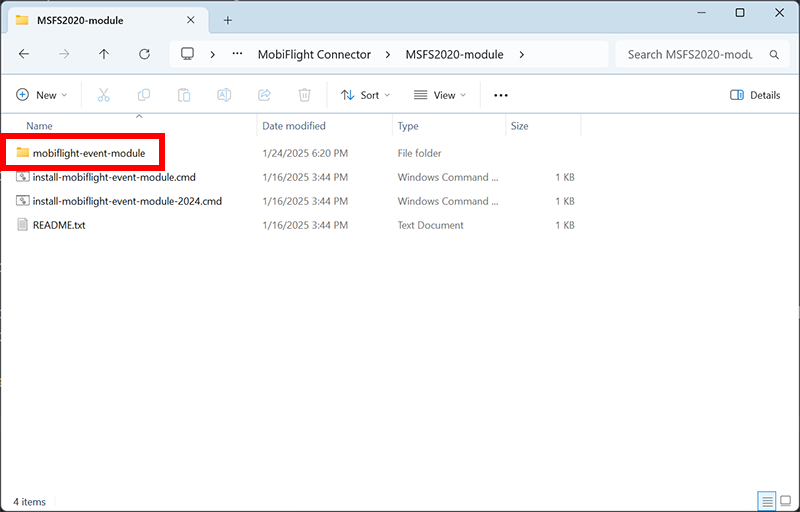 MSFS2020-module
MobiFlight Connector MSFS2020-module Search MSFS2020-modu
New Sort View Details
Name Date modified Type Size
mobiflight-event-module 1/24/2025 6:20 PM File folder
install-mobiflight-event-module.cmd 1/16/2025 3:44 PM Windows Command ... 1 KB
install-mobiflight-event-module-2024.cmd 1/16/2025 3:44 PM Windows Command ... 1 KB
README.txt 1/16/2025 3:44 PM Text Document 1 KB
4 items